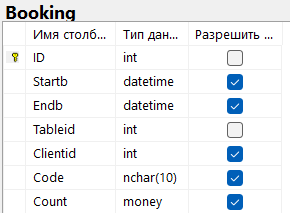 Booking
Имя столб... Тип дан... Разрешить ...
ID int
Startb datetime
Endb datetime
Tableid int
Clientid int
Code nchar(10)
Count money